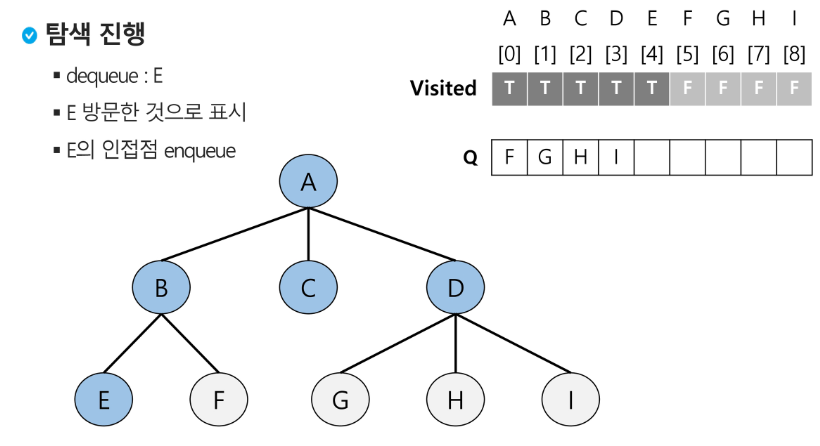 탐색 진행
▪ dequeue : E
▪ E 방문한 것으로 표시
▪ E의 인접점 enqueue
A B C D E F G H I
[0] [1] [2] [3] [4] [5] [6] [7] [8]
Visited T T T T T F F F F
Q F G H I
A
B C D
E F G H I